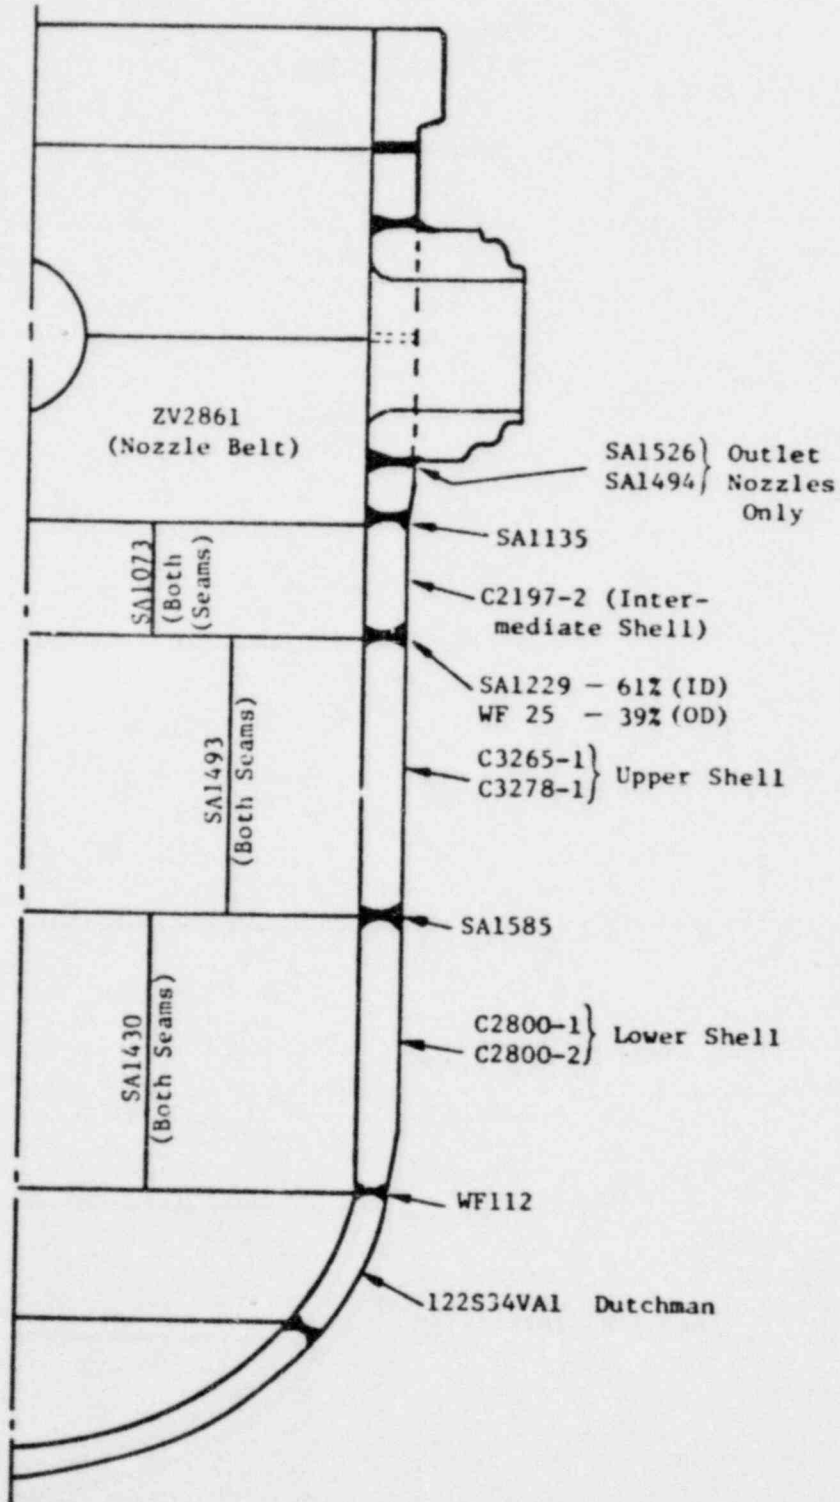 ZV2861
(Nozzle Belt)
SA1526} Outlet
SA1494} Nozzles
Only
SA1135
SA1073
(Both
(Seams)
C2197-2 (Inter-
mediate Shell)
SA1229 - 61% (ID)
WF 25 - 39% (OD)
C3265-1} Upper Shell
C3278-1}
SA1493
(Both Seams)
SA1585
C2800-1} Lower Shell
C2800-2}
SA1430
(Both Seams)
WF112
122S34VA1 Dutchman